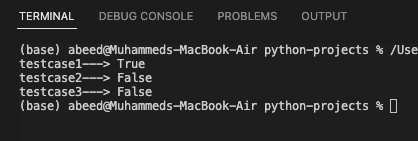 TERMINAL DEBUG CONSOLE PROBLEMS OUTPUT
(base) abeed@Muhammeds-MacBook-Air python-projects % /Use
testcase1---> True
testcase2---> False
testcase3---> False
(base) abeed@Muhammeds-MacBook-Air python-projects %